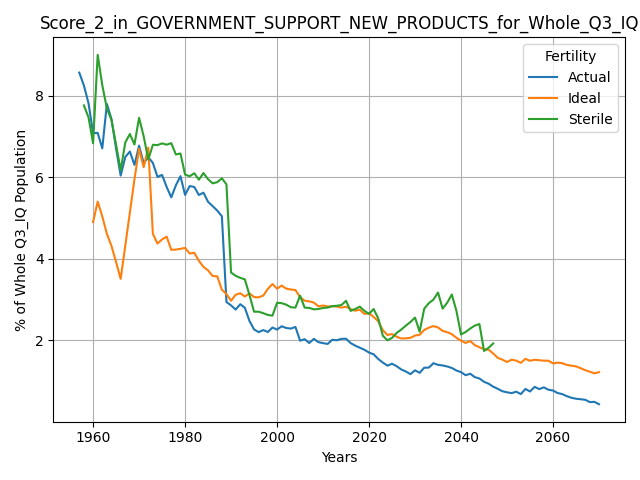 Score_2_in_GOVERNMENT_SUPPORT_NEW_PRODUCTS_for_Whole_Q3_IQ
Fertility
Actual
Ideal
Sterile
% of Whole Q3_IQ Population
8
6
4
2
1960 1980 2000 2020 2040 2060
Years